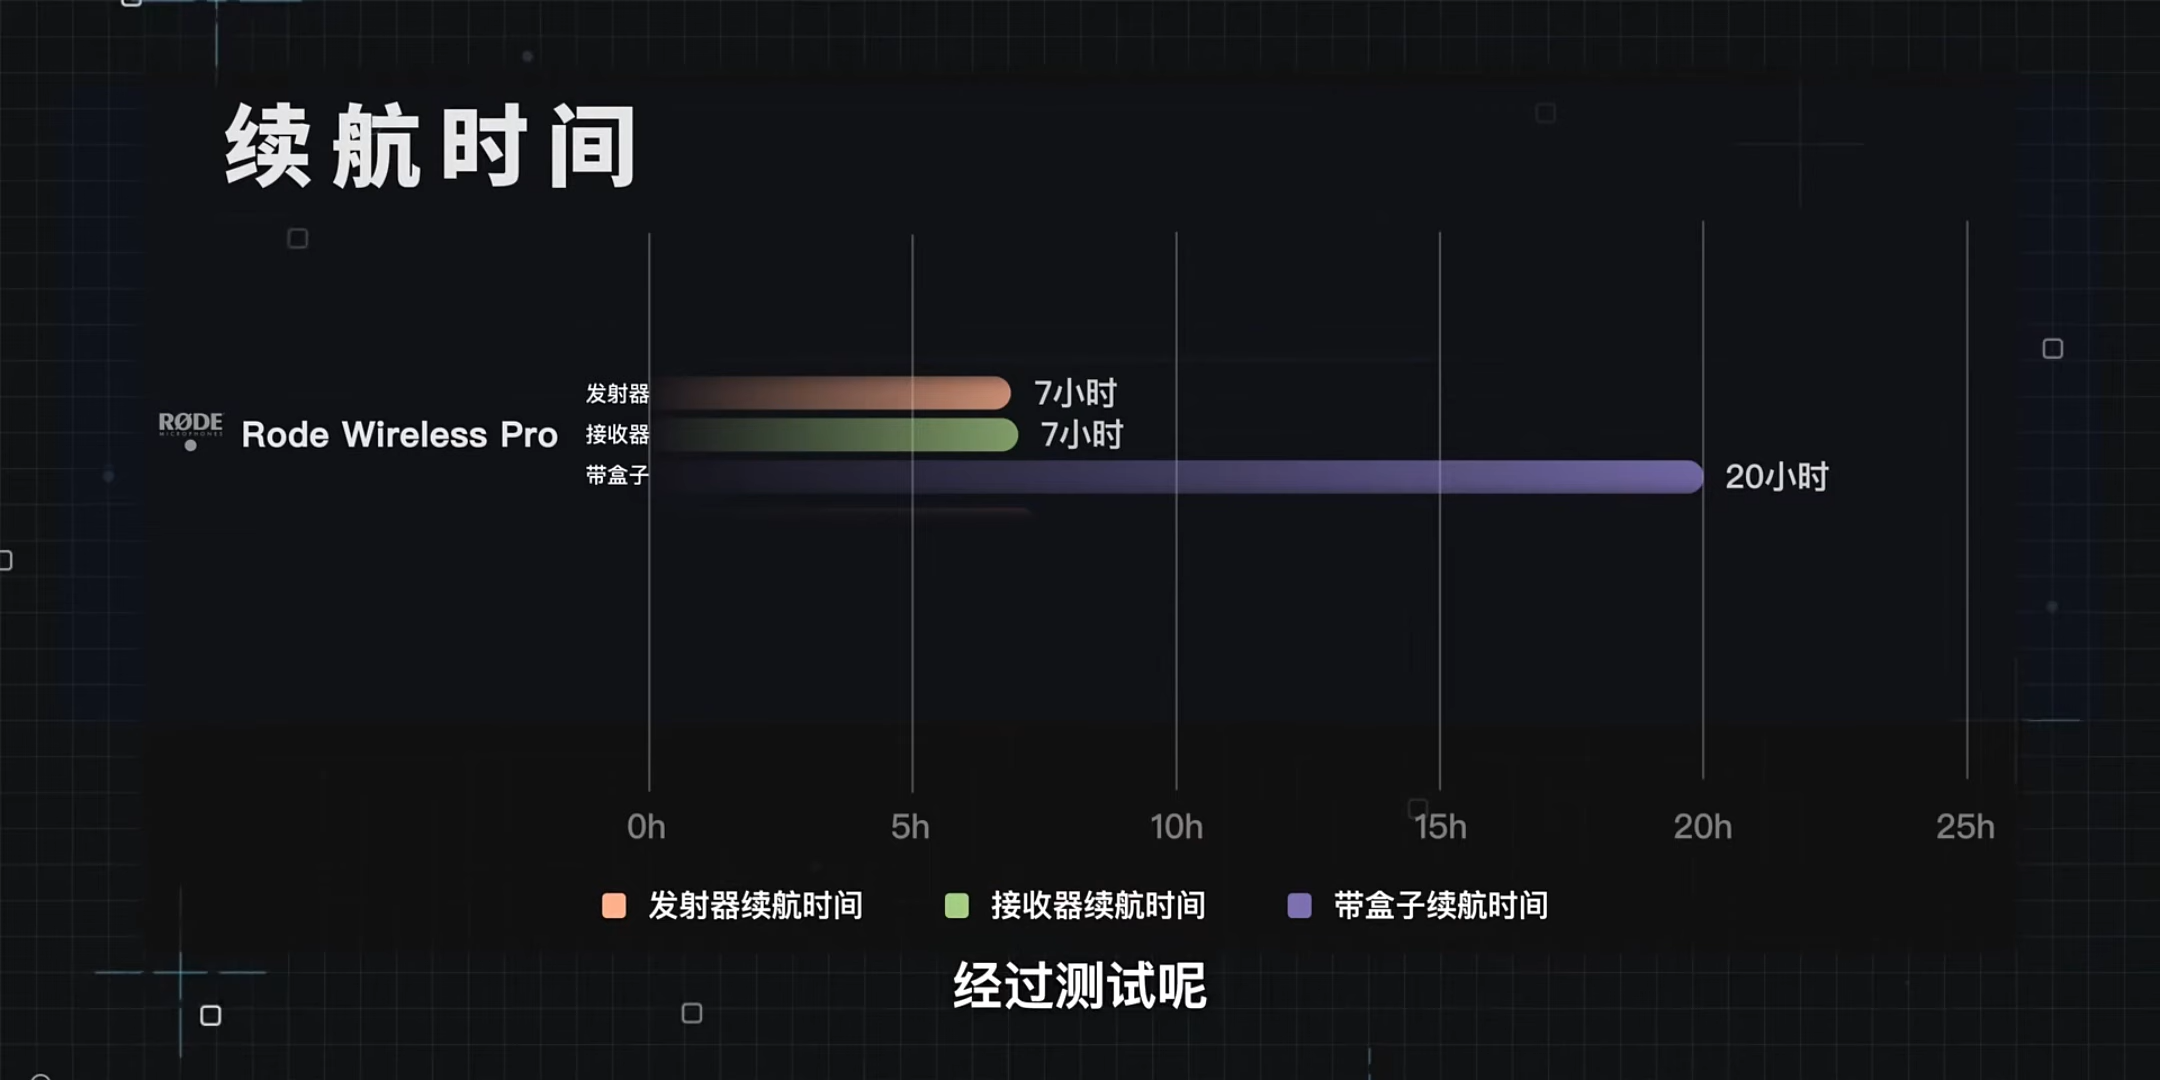 续航时间
发射器 7小时
RØDE
MICROPHONES
Rode Wireless Pro 接收器 7小时
带盒子 20小时
0h 5h 10h 15h 20h 25h
发射器续航时间 接收器续航时间 带盒子续航时间
经过测试呢